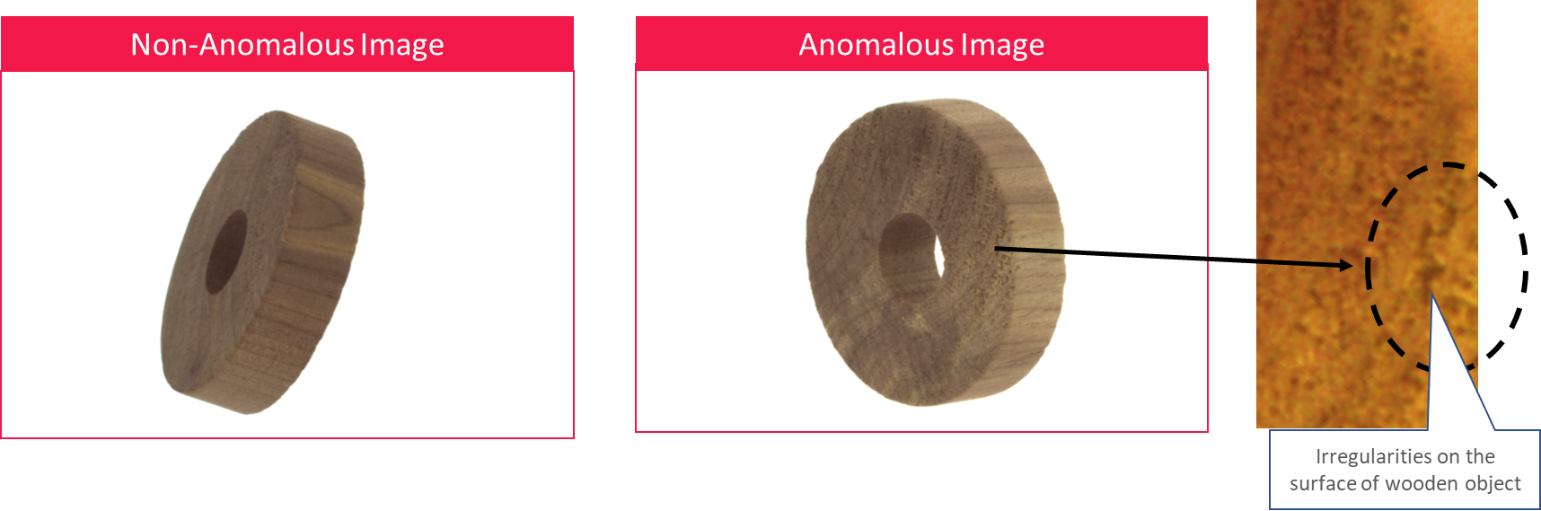 Non-Anomalous Image
Anomalous Image
Irregularities on the
surface of wooden object